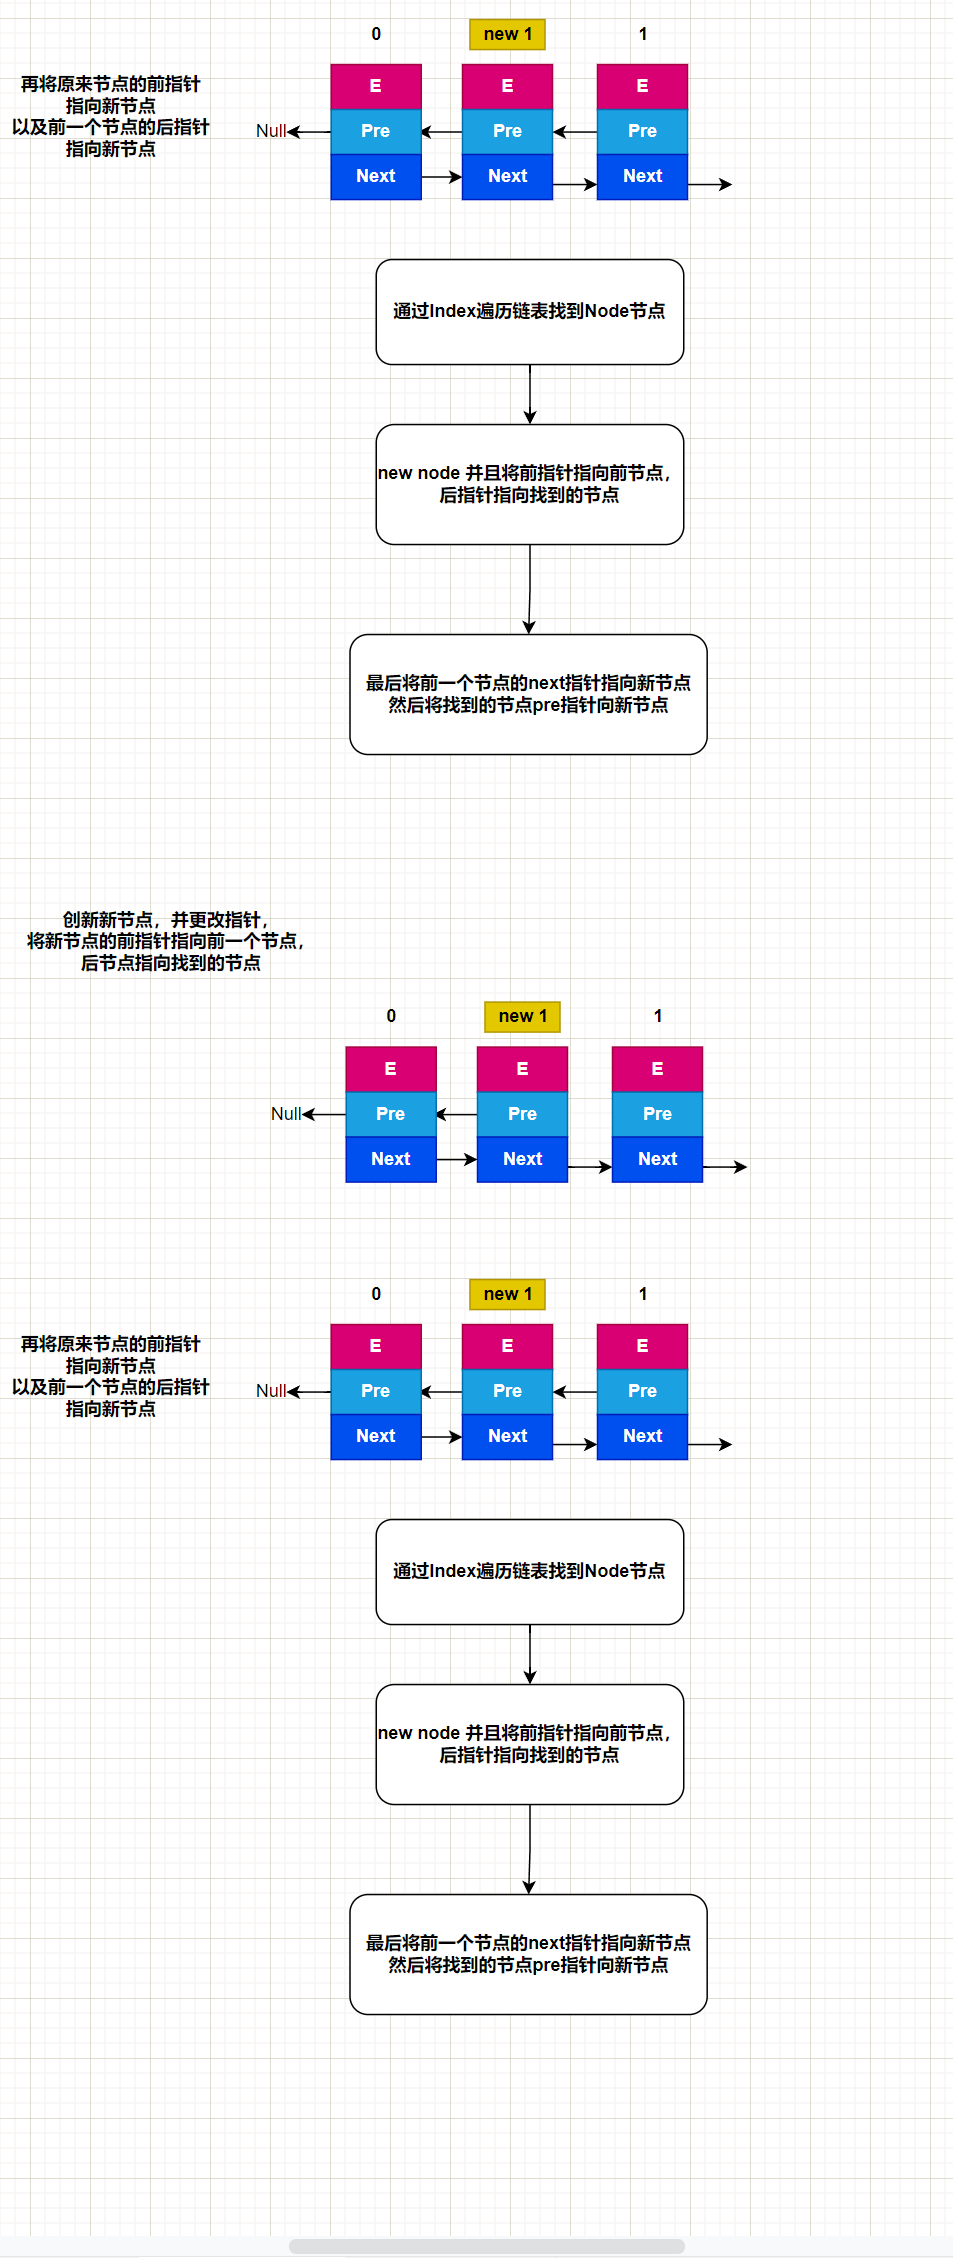 0 new 1 1
再将原来节点的前指针
指向新节点
以及前一个节点的后指针
指向新节点
E E E
Null Pre Pre Pre
Next Next Next
通过Index遍历链表找到Node节点
new node 并且将前指针指向前节点，
后指针指向找到的节点
最后将前一个节点的next指针指向新节点
然后将找到的节点pre指针向新节点
创新新节点，并更改指针，
将新节点的前指针指向前一个节点，
后节点指向找到的节点
0 new 1 1
E E E
Null Pre Pre Pre
Next Next Next
0 new 1 1
再将原来节点的前指针
指向新节点
以及前一个节点的后指针
指向新节点
E E E
Null Pre Pre Pre
Next Next Next
通过Index遍历链表找到Node节点
new node 并且将前指针指向前节点，
后指针指向找到的节点
最后将前一个节点的next指针指向新节点
然后将找到的节点pre指针向新节点